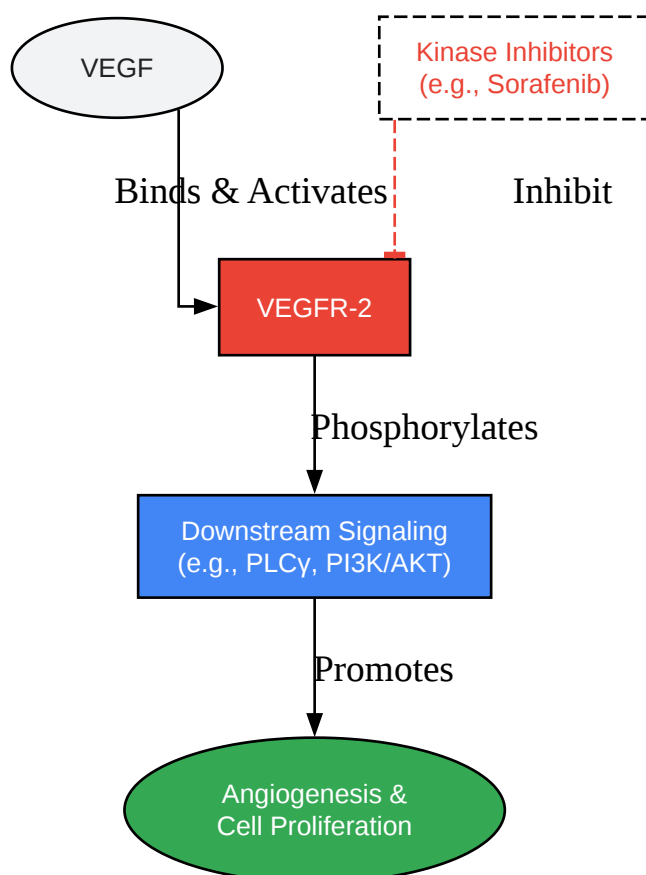 VEGF
Kinase Inhibitors
(e.g., Sorafenib)
Binds & Activates
Inhibit
VEGFR-2
Phosphorylates
Downstream Signaling
(e.g., PLCγ, PI3K/AKT)
Promotes
Angiogenesis &
Cell Proliferation